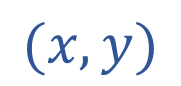 (x, y)